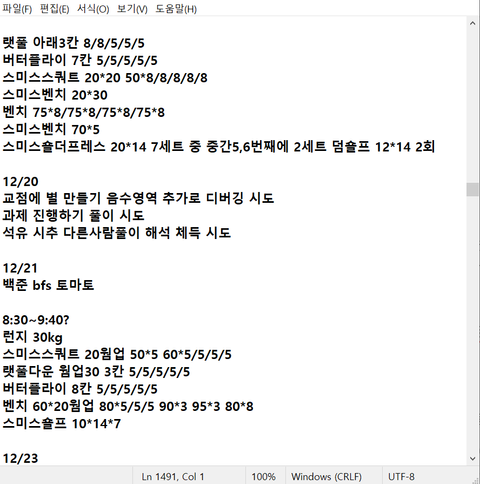 파일(F) 편집(E) 서식(O) 보기(V) 도움말(H)
랫풀 아래3칸 8/8/5/5/5
버터플라이 7칸 5/5/5/5/5
스미스스쿼트 20*20 50*8/8/8/8/8
스미스벤치 20*30
벤치 75*8/75*8/75*8/75*8
스미스벤치 70*5
스미스숄더프레스 20*14 7세트 중 중간5,6번째에 2세트 덤숄프 12*14 2회
12/20
교점에 별 만들기 음수영역 추가로 디버깅 시도
과제 진행하기 풀이 시도
석유 시추 다른사람풀이 해석 체득 시도
12/21
백준 bfs 토마토
8:30~9:40?
런지 30kg
스미스스쿼트 20웜업 50*5 60*5/5/5/5
랫풀다운 웜업30 3칸 5/5/5/5/5
버터플라이 8칸 5/5/5/5/5
벤치 60*20웜업 80*5/5/5 90*3 95*3 80*8
스미스숄프 10*14*7
12/23
Ln 1491, Col 1
100%
Windows (CRLF)
UTF-8